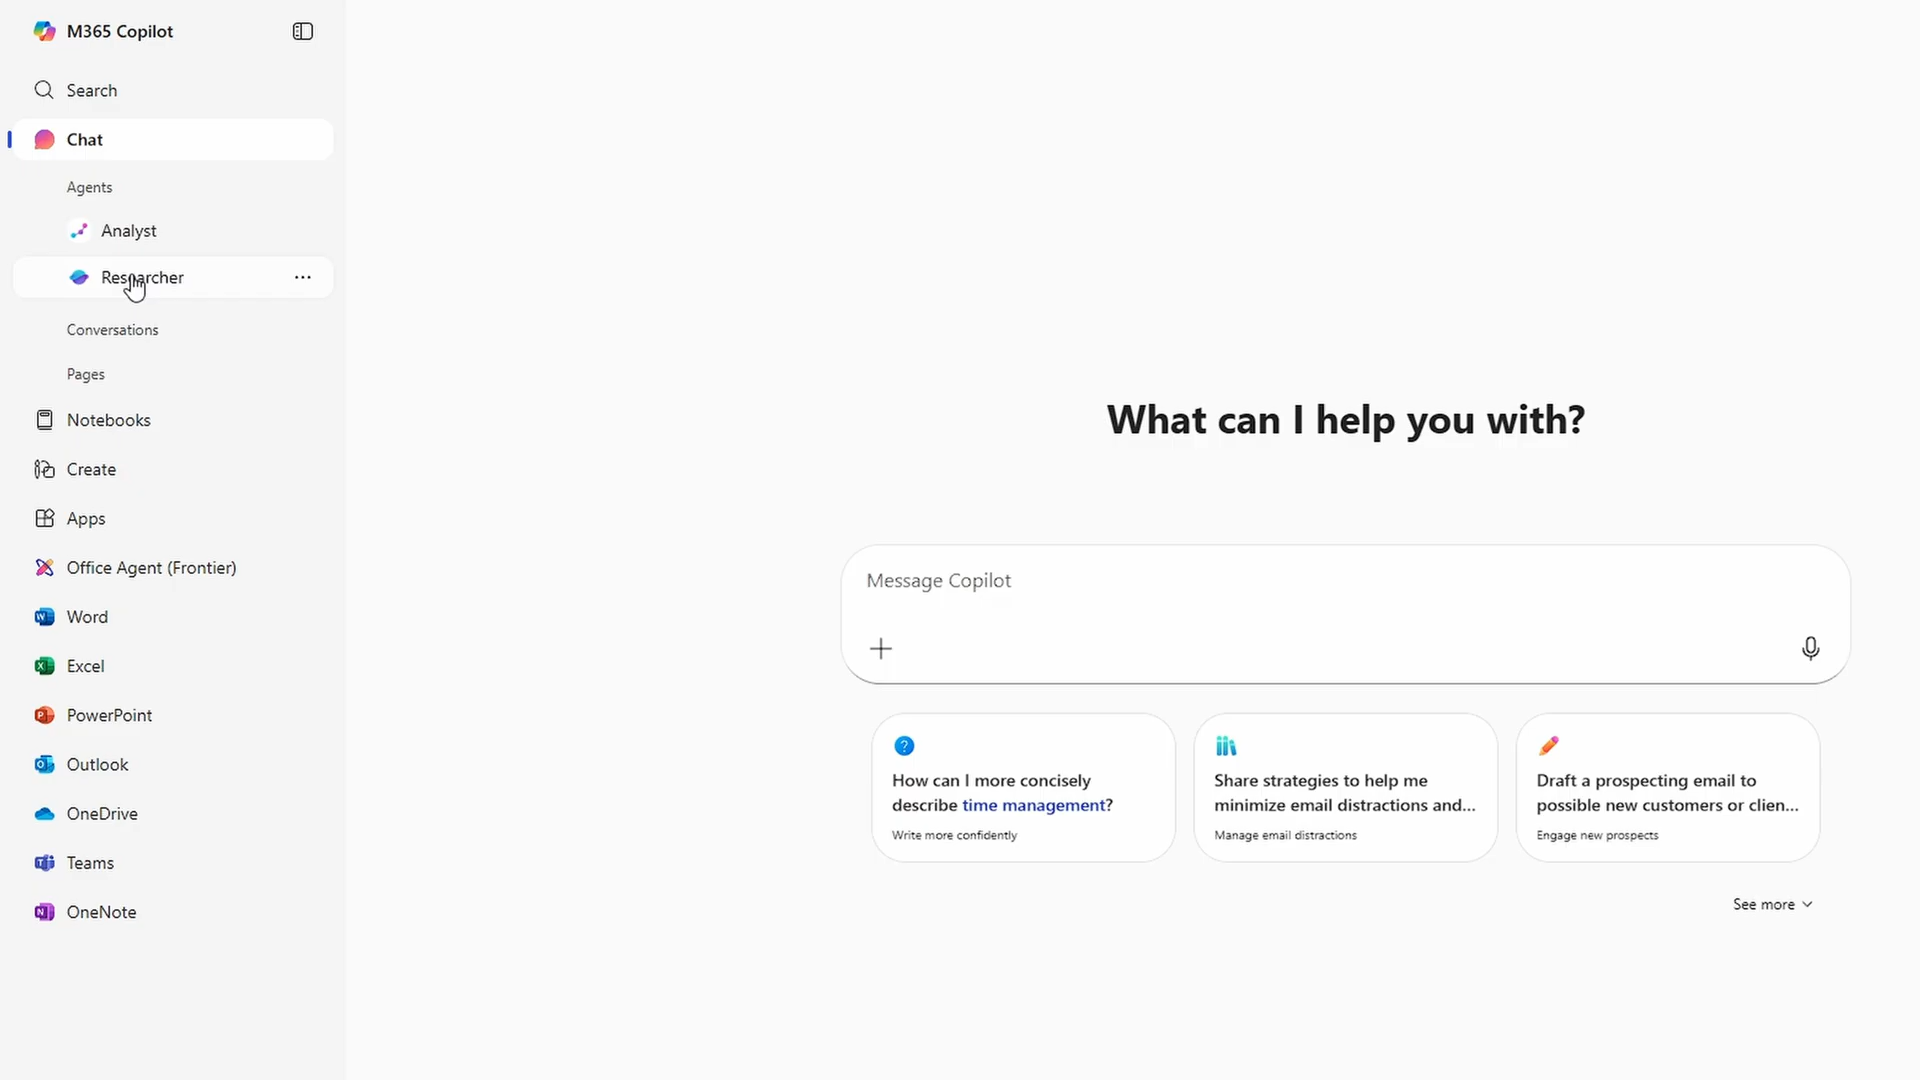 M365 Copilot
Search
Chat
Agents
Analyst
Researcher
Conversations
Pages
Notebooks
Create
Apps
Office Agent (Frontier)
Word
Excel
PowerPoint
Outlook
OneDrive
Teams
OneNote
What can I help you with?
Message Copilot
How can I more concisely
describe time management?
Write more confidently
Share strategies to help me
minimize email distractions and...
Manage email distractions
Draft a prospecting email to
possible new customers or clien...
Engage new prospects
See more